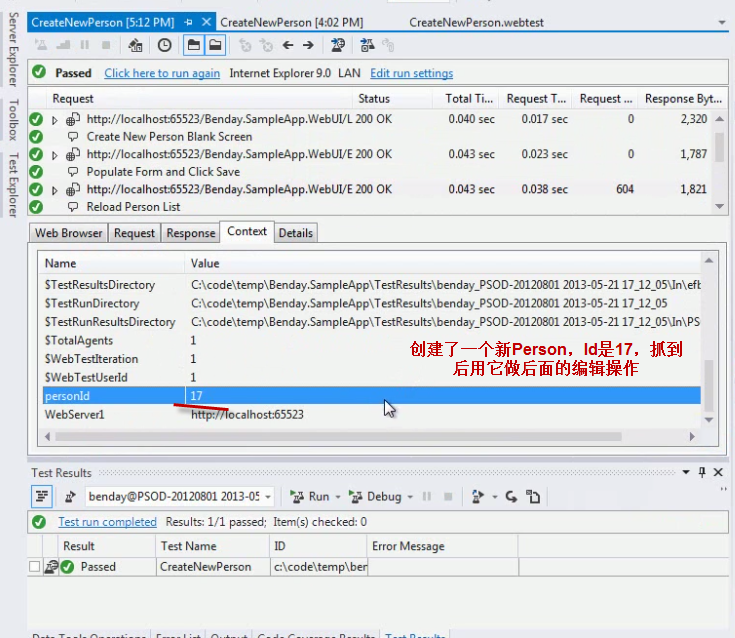 CreateNewPerson [5:12 PM]
CreateNewPerson [4:02 PM]
CreateNewPerson.webtest
Server Explorer
Toolbox
Test Explorer
Passed Click here to run again Internet Explorer 9.0 LAN Edit run settings
Request Status Total Ti... Request T... Request ... Response Byt...
http://localhost:65523/Benday.SampleApp.WebUI/L 200 OK 0.040 sec 0.017 sec 0 2,320
Create New Person Blank Screen
http://localhost:65523/Benday.SampleApp.WebUI/E 200 OK 0.043 sec 0.023 sec 0 1,787
Populate Form and Click Save
http://localhost:65523/Benday.SampleApp.WebUI/E 200 OK 0.043 sec 0.038 sec 604 1,821
Reload Person List
Web Browser Request Response Context Details
Name Value
$TestResultsDirectory C:\code\temp\Benday.SampleApp\TestResults\benday_PSOD-20120801 2013-05-21 17_12_05\In\efb
$TestRunDirectory C:\code\temp\Benday.SampleApp\TestResults\benday_PSOD-20120801 2013-05-21 17_12_05
$TestRunResultsDirectory C:\code\temp\Benday.SampleApp\TestResults\benday_PSOD-20120801 2013-05-21 17_12_05\In\PS
$TotalAgents 1
$WebTestIteration 1
$WebTestUserId 1
创建了一个新Person，Id是17，抓到
后用它做后面的编辑操作
personId 17
WebServer1 http://localhost:65523
Test Results
benday@PSOD-20120801 2013-05 Run Debug
Test run completed Results: 1/1 passed; Item(s) checked: 0
Result Test Name ID Error Message
Passed CreateNewPerson c:\code\temp\ber
Data Tools Operations Error List Output Code Coverage Results Test Results